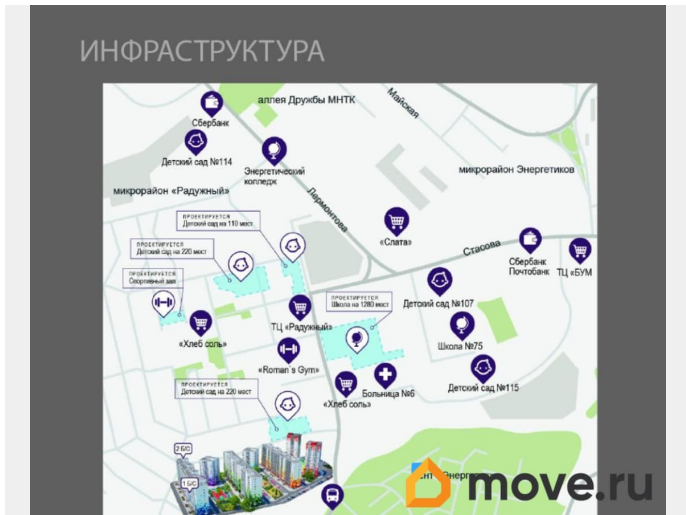 ИНФРАСТРУКТУРА
аллея Дружбы МНТК
Майская
Сбербанк
Детский сад №114
Энергетический
колледж
микрорайон Энергетиков
микрорайон «Радужный»
Лермонтова
ПРОЕКТИРУЕТСЯ
Детский сад на 110 мест
«Слата»
Стасова
ПРОЕКТИРУЕТСЯ
Детский сад на 220 мест
Сбербанк
Почтобанк
ТЦ «БУМ
ПРОЕКТИРУЕТСЯ
Спортивный зал
ПРОЕКТИРУЕТСЯ
Школа на 1280 мест
Детский сад №107
ТЦ «Радужный»
«Хлеб соль»
Школа №75
«Roman's Gym»
Больница №6
Детский сад №115
«Хлеб соль»
ПРОЕКТИРУЕТСЯ
Детский сад на 220 мест
2 Б/С
1 Б/С
move.ru